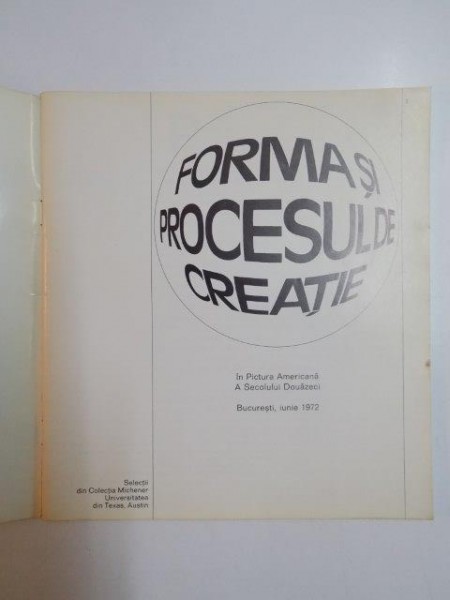 FORMA ȘI
PROCESUL DE
CREAȚIE
În Pictura Americană
A Secolului Douăzeci
București, iunie 1972
Selecții
din Colecția Michener
Universitatea
din Texas, Austin